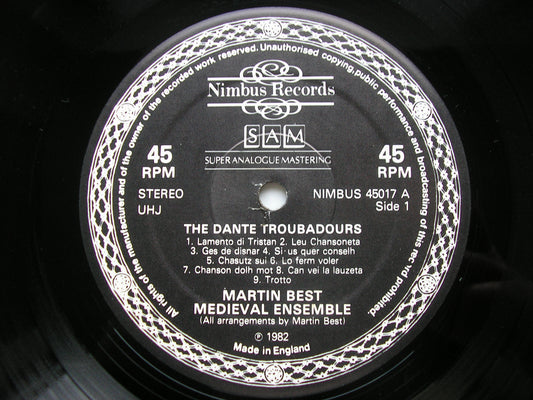 All rights of the manufacturer and of the owner of the recorded work reserved. Unauthorised copying, public performance and broadcasting of this record prohibited.
Nimbus Records
SAM
SUPER ANALOGUE MASTERING
45 RPM
STEREO
UHJ
45 RPM
NIMBUS 45017 A
Side 1
THE DANTE TROUBADOURS
1. Lamento di Tristan 2. Leu Chansoneta
3. Ges de disnar 4. Si·us quer conselh
5. Chasutz sui 6. Lo ferm voler
7. Chanson dolh mot 8. Can vei la lauzeta
9. Trotto
MARTIN BEST
MEDIEVAL ENSEMBLE
(All arrangements by Martin Best)
℗ 1982
Made in England